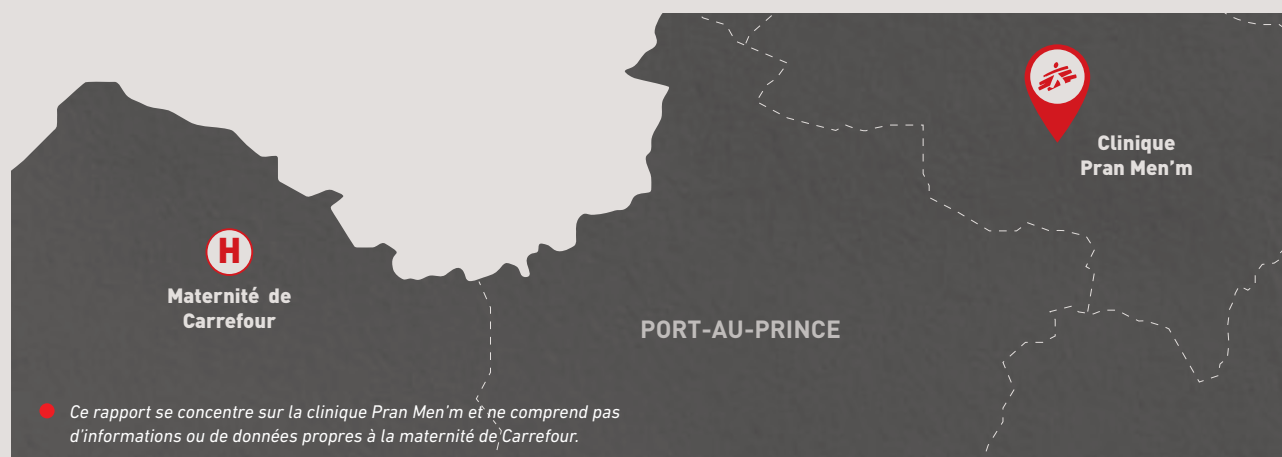 Clinique
Pran Men’m
H
Maternité de
Carrefour
PORT-AU-PRINCE
Ce rapport se concentre sur la clinique Pran Men’m et ne comprend pas
d’informations ou de données propres à la maternité de Carrefour.